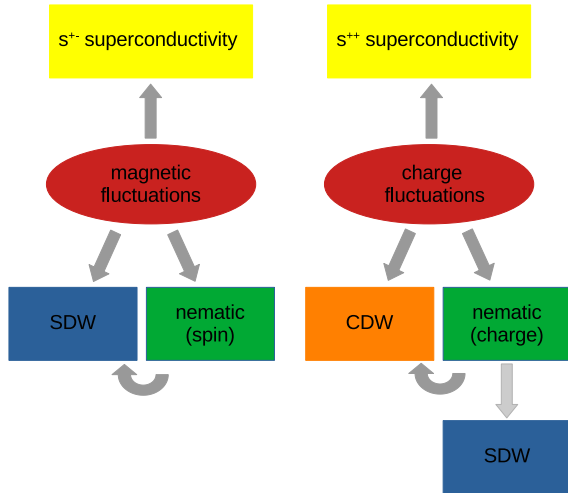 s⁺⁻ superconductivity
s⁺⁺ superconductivity
magnetic
fluctuations
charge
fluctuations
SDW
nematic
(spin)
CDW
nematic
(charge)
SDW